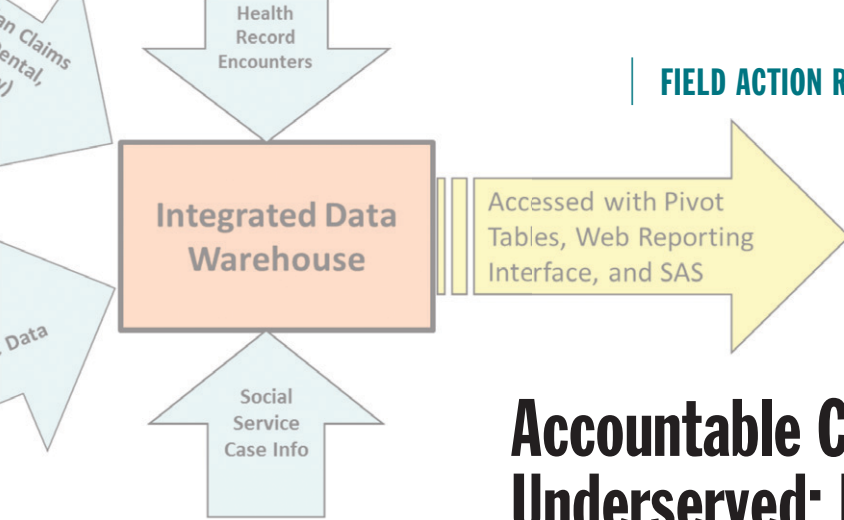 an Claims
ental,
y)
Health
Record
Encounters
FIELD ACTION R
Integrated Data
Warehouse
Accessed with Pivot
Tables, Web Reporting
Interface, and SAS
Data
Social
Service
Case Info
Accountable C
Underserved: